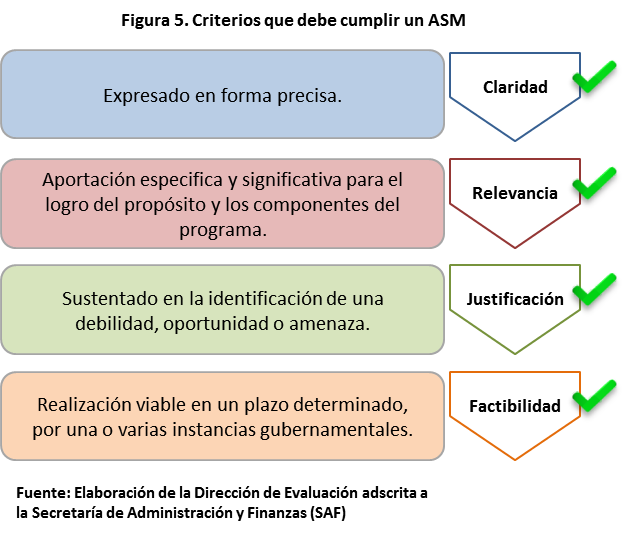 Figura 5. Criterios que debe cumplir un ASM
Expresado en forma precisa.
Claridad
Aportación especifica y significativa para el
logro del propósito y los componentes del
programa.
Relevancia
Sustentado en la identificación de una
debilidad, oportunidad o amenaza.
Justificación
Realización viable en un plazo determinado,
por una o varias instancias gubernamentales.
Factibilidad
Fuente: Elaboración de la Dirección de Evaluación adscrita a
la Secretaría de Administración y Finanzas (SAF)